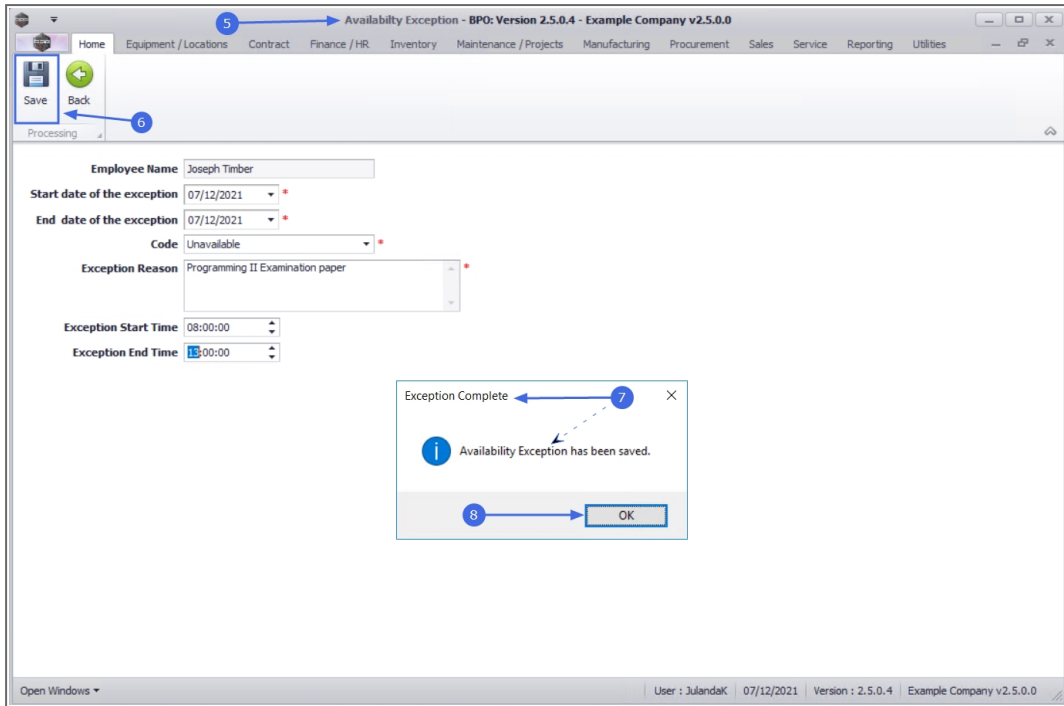 5 Availabilty Exception - BPO: Version 2.5.0.4 - Example Company v2.5.0.0
Home Equipment / Locations Contract Finance / HR Inventory Maintenance / Projects Manufacturing Procurement Sales Service Reporting Utilities
Save Back
6
Processing
Employee Name Joseph Timber
Start date of the exception 07/12/2021 *
End date of the exception 07/12/2021 *
Code Unavailable *
Exception Reason Programming II Examination paper *
Exception Start Time 08:00:00
Exception End Time 13:00:00
Exception Complete 7
Availability Exception has been saved.
8 OK
Open Windows User : JulandaK 07/12/2021 Version : 2.5.0.4 Example Company v2.5.0.0